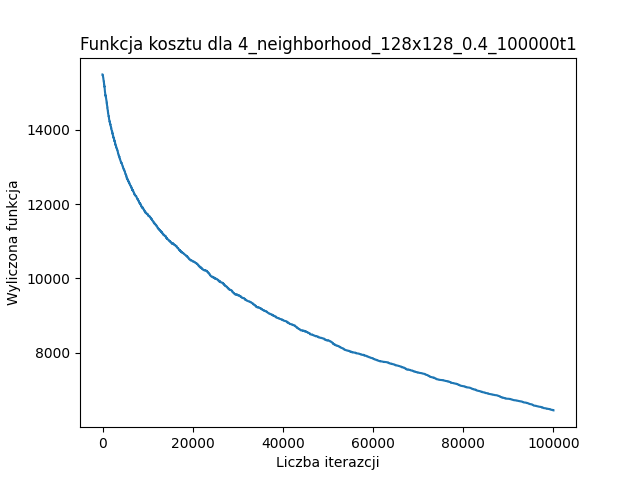 Funkcja kosztu dla 4_neighborhood_128x128_0.4_100000t1
14000
12000
10000
8000
Wyliczona funkcja
0 20000 40000 60000 80000 100000
Liczba iterazcji